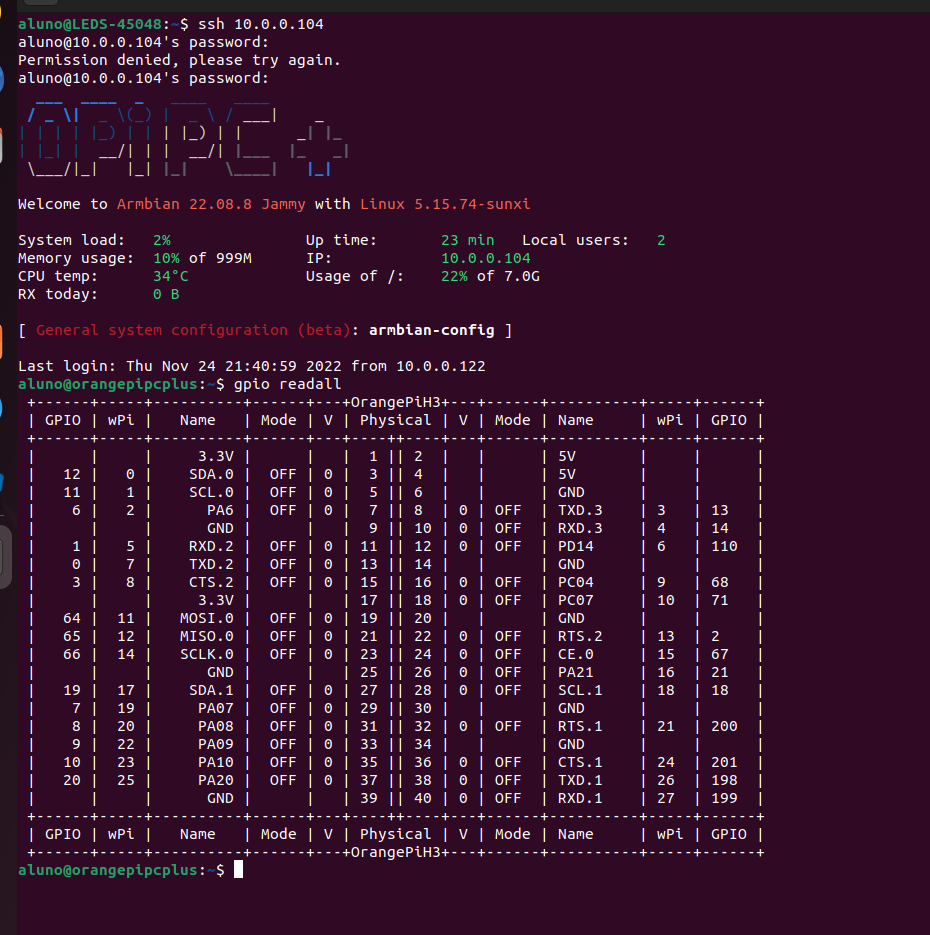 aluno@LEDS-45048:~$ ssh 10.0.0.104
aluno@10.0.0.104's password:
Permission denied, please try again.
aluno@10.0.0.104's password:
OPi PC +
Welcome to Armbian 22.08.8 Jammy with Linux 5.15.74-sunxi
System load:   2%               Up time:       23 min   Local users:   2
Memory usage:  10% of 999M      IP:            10.0.0.104
CPU temp:      34°C             Usage of /:    22% of 7.0G
RX today:      0 B
[ General system configuration (beta): armbian-config ]
Last login: Thu Nov 24 21:40:59 2022 from 10.0.0.122
aluno@orangepipcplus:~$ gpio readall
 +------+-----+----------+------+---+OrangePiH3+---+------+----------+-----+------+
 | GPIO | wPi |   Name   | Mode | V | Physical | V | Mode | Name     | wPi | GPIO |
 +------+-----+----------+------+---+----++----+---+------+----------+-----+------+
 |      |     |     3.3V |      |   |  1 || 2  |   |      | 5V       |     |      |
 |   12 |   0 |    SDA.0 |  OFF | 0 |  3 || 4  |   |      | 5V       |     |      |
 |   11 |   1 |    SCL.0 |  OFF | 0 |  5 || 6  |   |      | GND      |     |      |
 |    6 |   2 |      PA6 |  OFF | 0 |  7 || 8  | 0 | OFF  | TXD.3    | 3   | 13   |
 |      |     |      GND |      |   |  9 || 10 | 0 | OFF  | RXD.3    | 4   | 14   |
 |    1 |   5 |    RXD.2 |  OFF | 0 | 11 || 12 | 0 | OFF  | PD14     | 6   | 110  |
 |    0 |   7 |    TXD.2 |  OFF | 0 | 13 || 14 |   |      | GND      |     |      |
 |    3 |   8 |    CTS.2 |  OFF | 0 | 15 || 16 | 0 | OFF  | PC04     | 9   | 68   |
 |      |     |     3.3V |      |   | 17 || 18 | 0 | OFF  | PC07     | 10  | 71   |
 |   64 |  11 |   MOSI.0 |  OFF | 0 | 19 || 20 |   |      | GND      |     |      |
 |   65 |  12 |   MISO.0 |  OFF | 0 | 21 || 22 | 0 | OFF  | RTS.2    | 13  | 2    |
 |   66 |  14 |   SCLK.0 |  OFF | 0 | 23 || 24 | 0 | OFF  | CE.0     | 15  | 67   |
 |      |     |      GND |      |   | 25 || 26 | 0 | OFF  | PA21     | 16  | 21   |
 |   19 |  17 |    SDA.1 |  OFF | 0 | 27 || 28 | 0 | OFF  | SCL.1    | 18  | 18   |
 |    7 |  19 |     PA07 |  OFF | 0 | 29 || 30 |   |      | GND      |     |      |
 |    8 |  20 |     PA08 |  OFF | 0 | 31 || 32 | 0 | OFF  | RTS.1    | 21  | 200  |
 |    9 |  22 |     PA09 |  OFF | 0 | 33 || 34 |   |      | GND      |     |      |
 |   10 |  23 |     PA10 |  OFF | 0 | 35 || 36 | 0 | OFF  | CTS.1    | 24  | 201  |
 |   20 |  25 |     PA20 |  OFF | 0 | 37 || 38 | 0 | OFF  | TXD.1    | 26  | 198  |
 |      |     |      GND |      |   | 39 || 40 | 0 | OFF  | RXD.1    | 27  | 199  |
 +------+-----+----------+------+---+----++----+---+------+----------+-----+------+
 | GPIO | wPi |   Name   | Mode | V | Physical | V | Mode | Name     | wPi | GPIO |
 +------+-----+----------+------+---+OrangePiH3+---+------+----------+-----+------+
aluno@orangepipcplus:~$